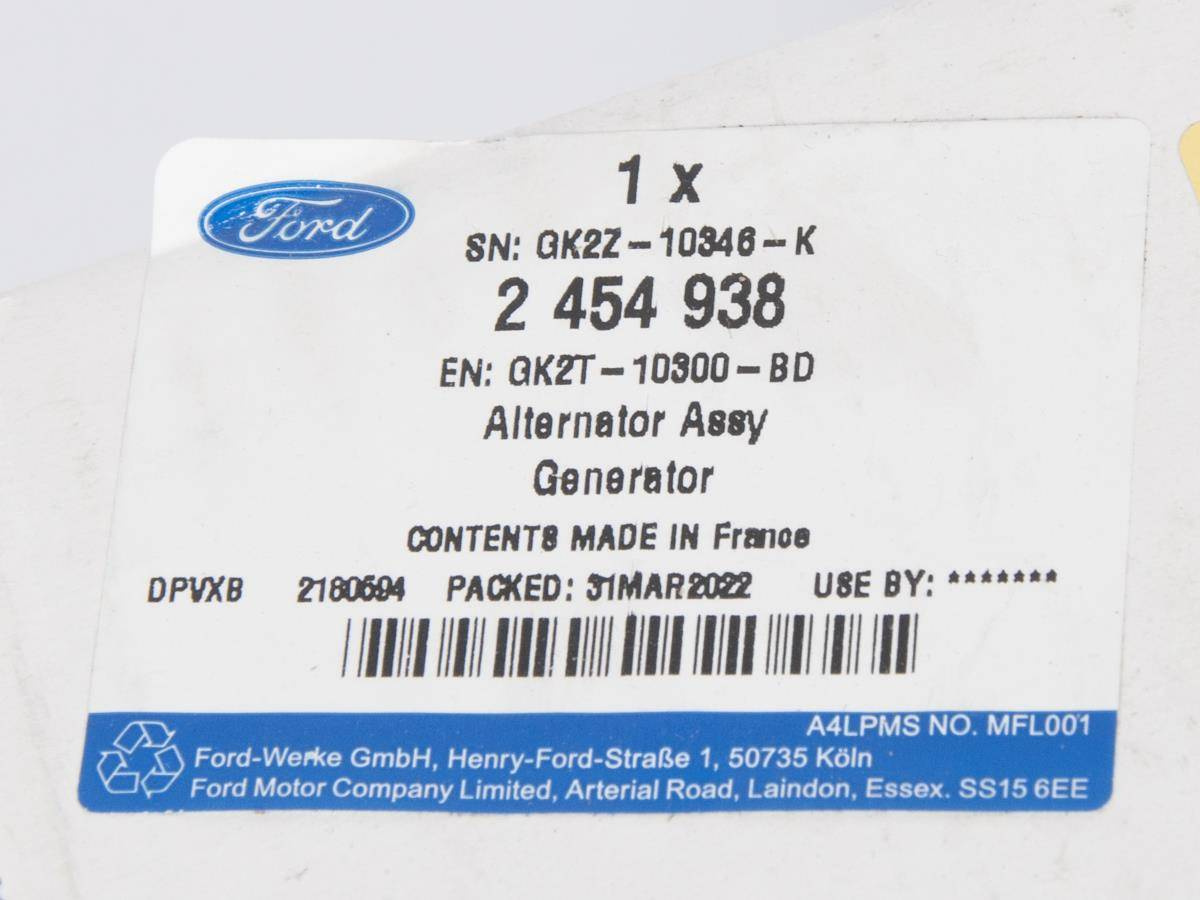 Ford
1 x
SN: GK2Z-10346-K
2 454 938
EN: GK2T-10300-BD
Alternator Assy
Generator
CONTENTS MADE IN France
DPVXB 2180594 PACKED: 31MAR2022 USE BY: *******
A4LPMS NO. MFL001
Ford-Werke GmbH, Henry-Ford-Straße 1, 50735 Köln
Ford Motor Company Limited, Arterial Road, Laindon, Essex. SS15 6EE